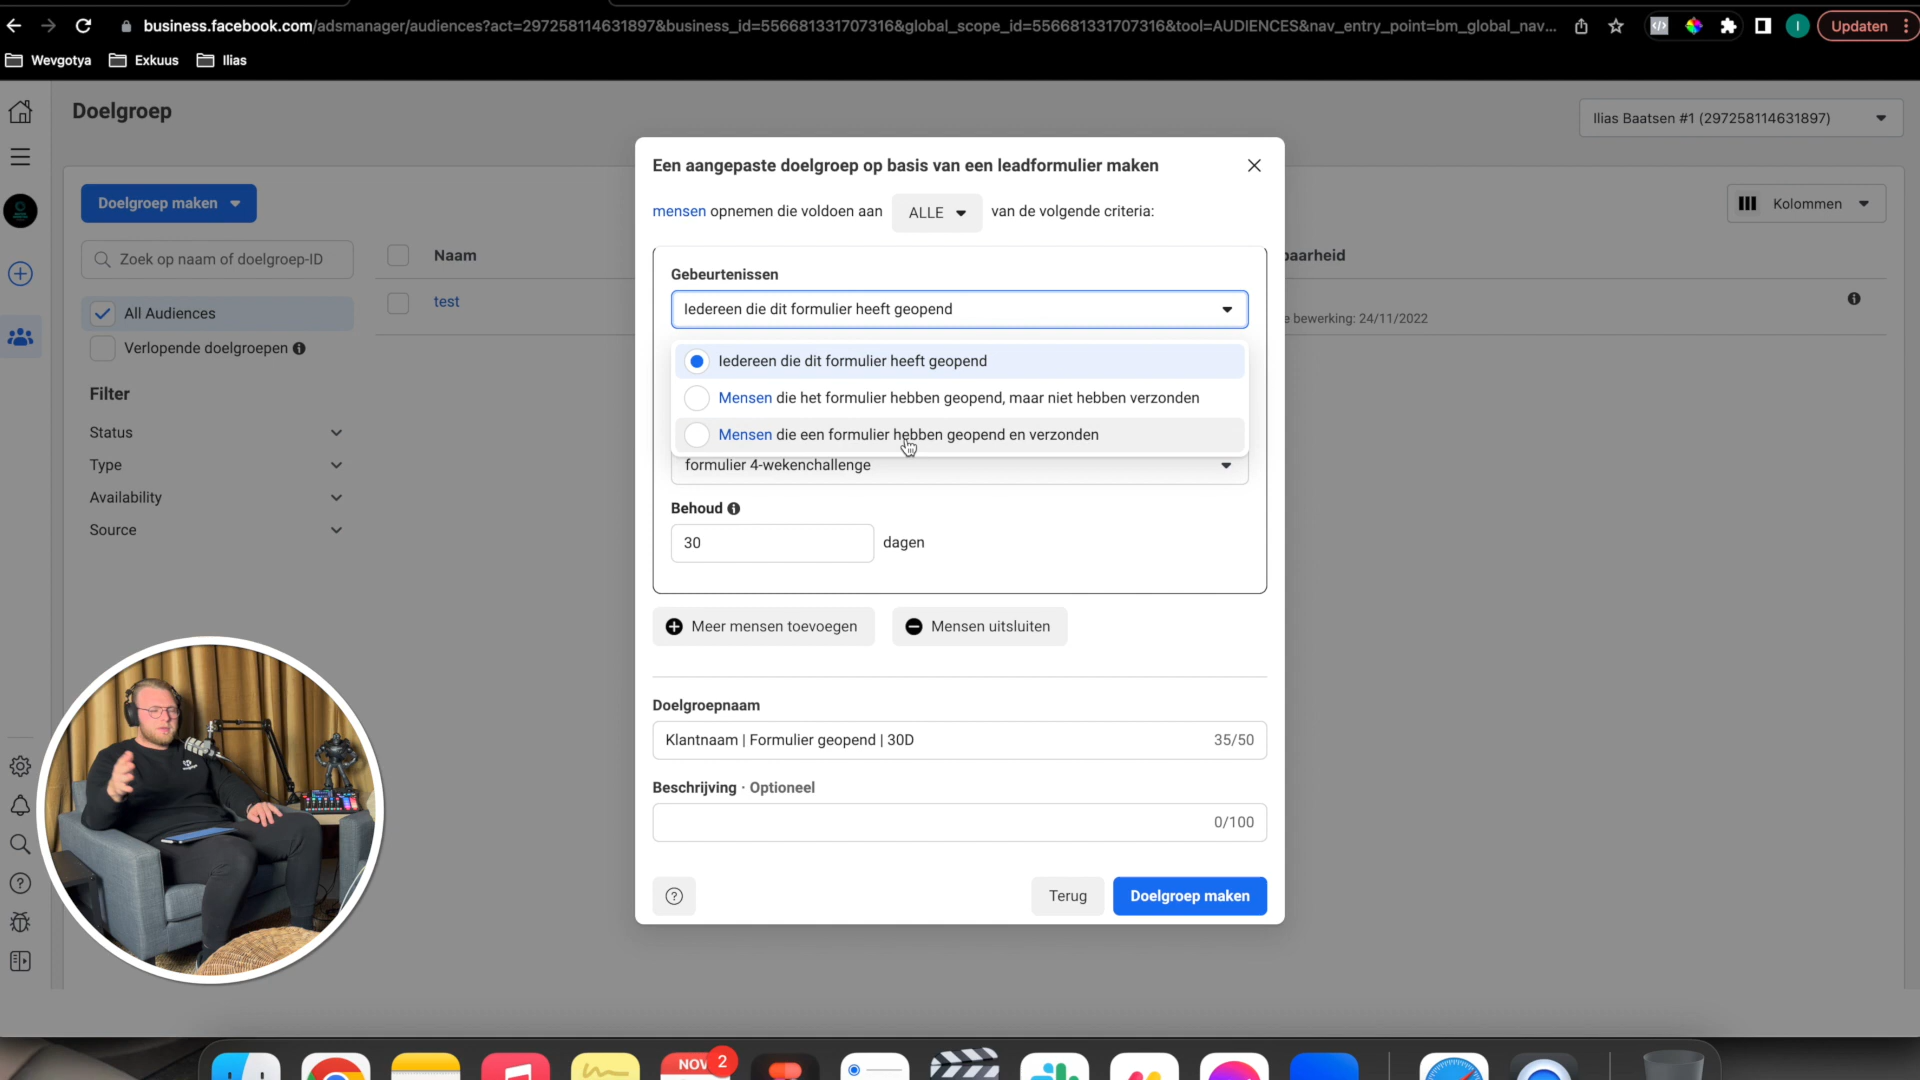 business.facebook.com/adsmanager/audiences?act=297258114631897&business_id=556681331707316&global_scope_id=556681331707316&tool=AUDIENCES&nav_entry_point=bm_global_nav...
I
Updaten
Wevgotya
Exkuus
Ilias
Doelgroep
Ilias Baatsen #1 (297258114631897)
Doelgroep maken
Kolommen
Zoek op naam of doelgroep-ID
Naam
baarheid
All Audiences
test
e bewerking: 24/11/2022
Verlopende doelgroepen
Filter
Status
Type
Availability
Source
Een aangepaste doelgroep op basis van een leadformulier maken
mensen opnemen die voldoen aan ALLE van de volgende criteria:
Gebeurtenissen
Iedereen die dit formulier heeft geopend
Iedereen die dit formulier heeft geopend
Mensen die het formulier hebben geopend, maar niet hebben verzonden
Mensen die een formulier hebben geopend en verzonden
formulier 4-wekenchallenge
Behoud
30 dagen
Meer mensen toevoegen
Mensen uitsluiten
Doelgroepnaam
Klantnaam | Formulier geopend | 30D 35/50
Beschrijving · Optioneel
0/100
Terug
Doelgroep maken
NOV
2